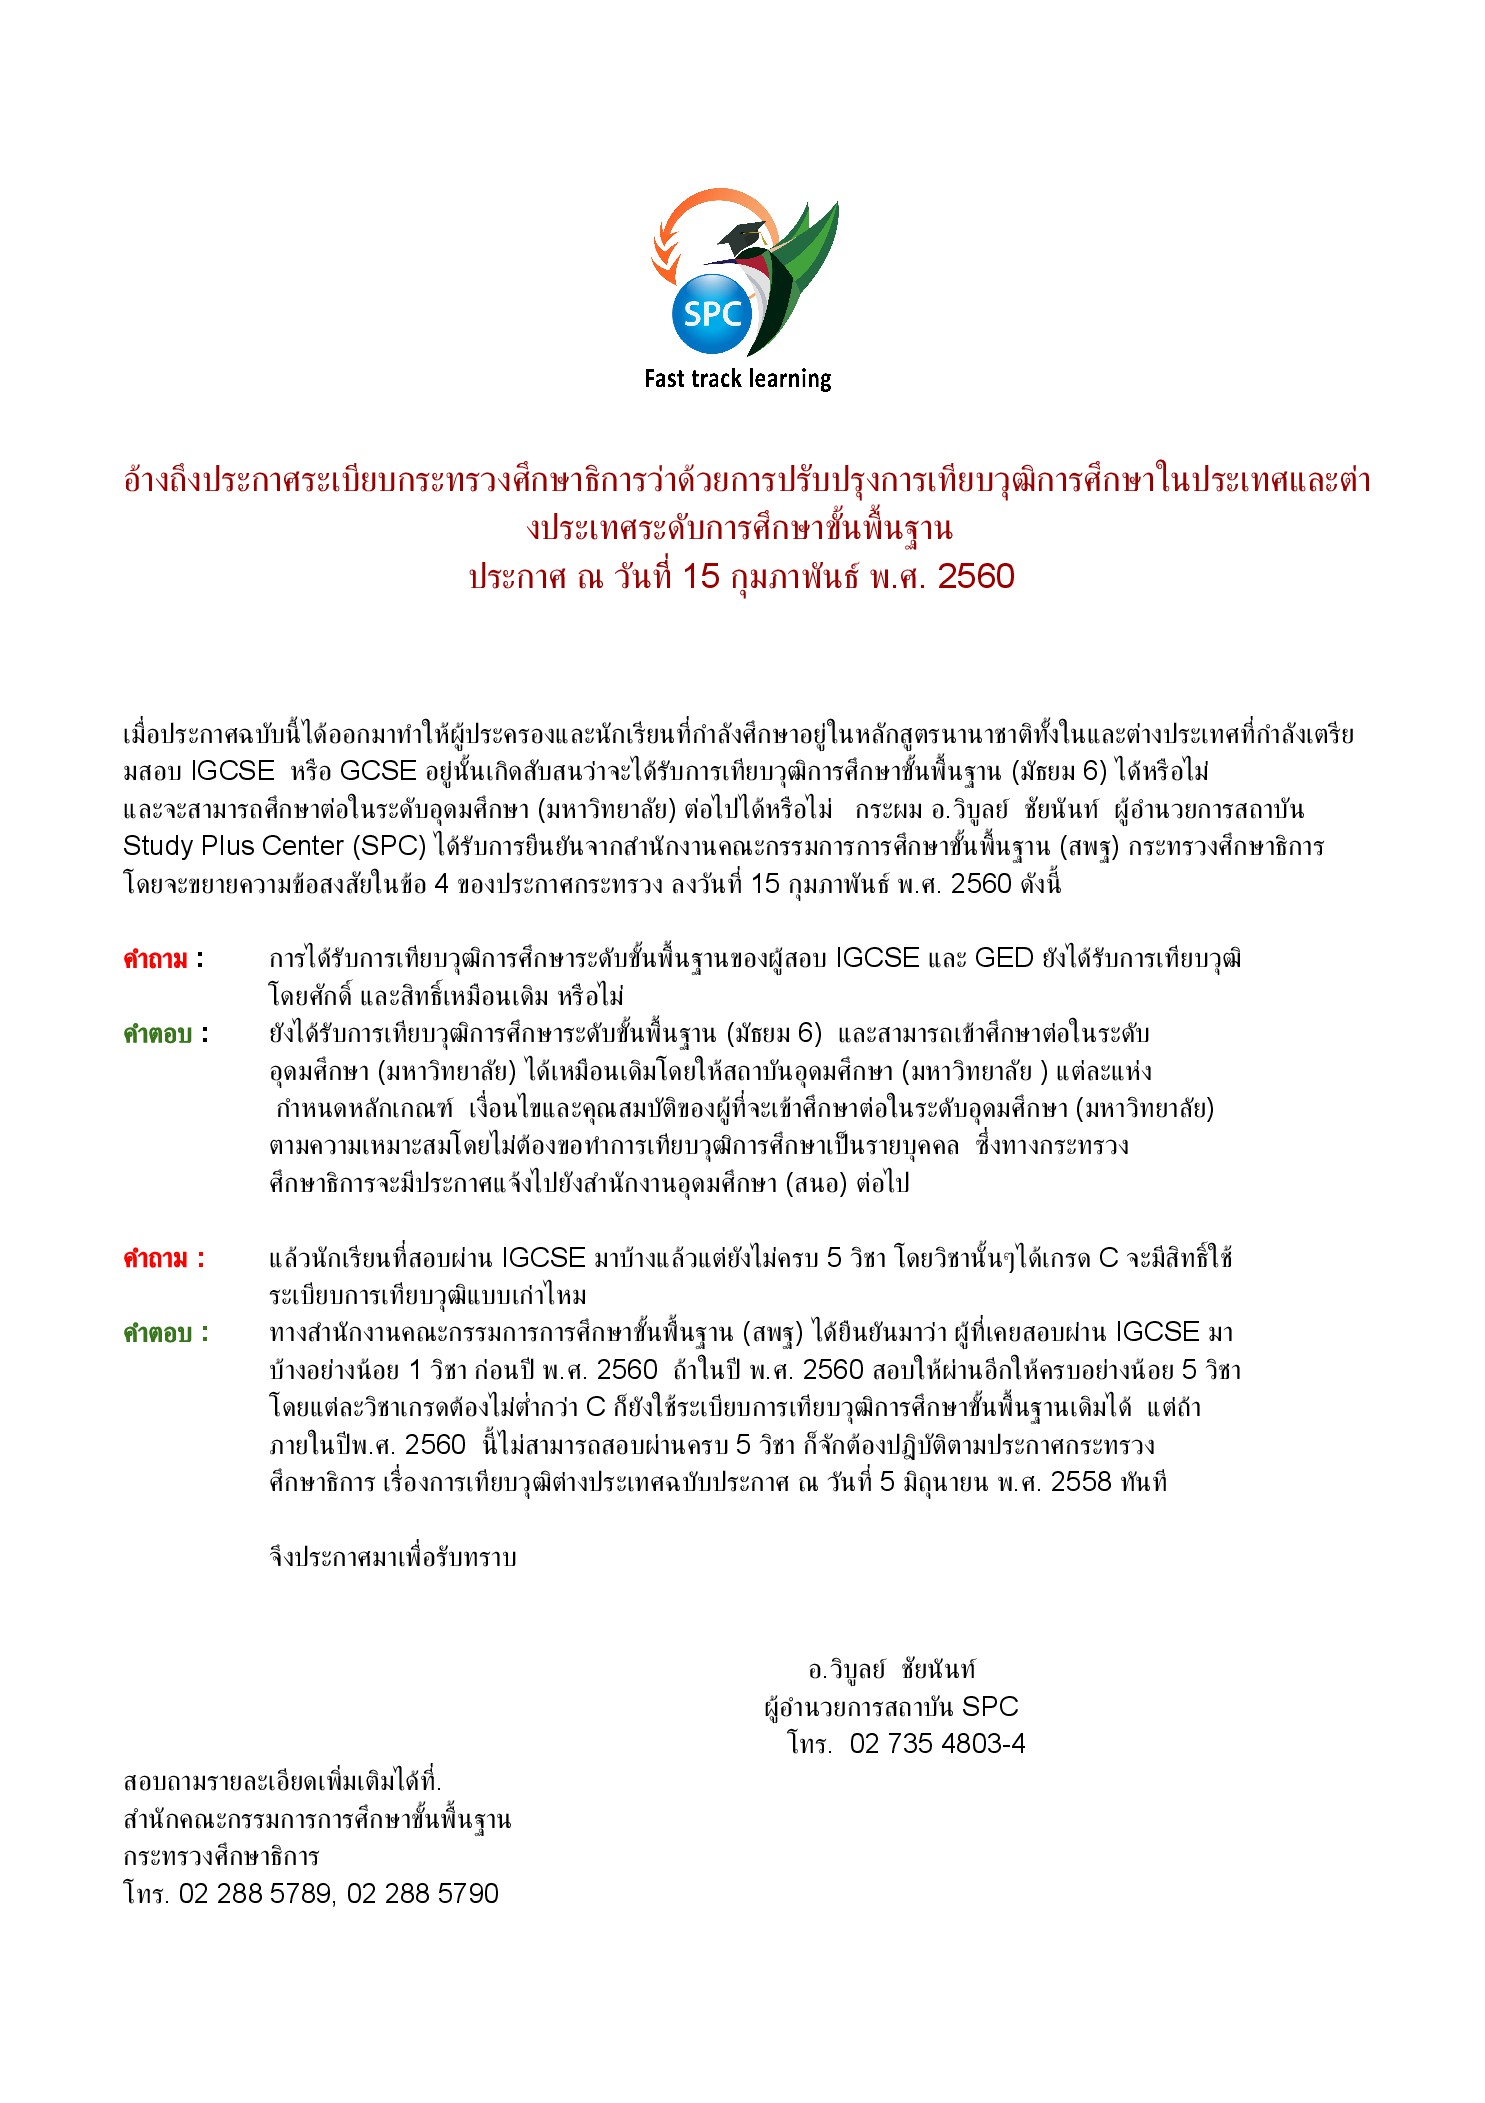 SPC
Fast track learning
อ้างถึงประกาศระเบียบกระทรวงศึกษาธิการว่าด้วยการปรับปรุงการเทียบวุฒิการศึกษาในประเทศและต่า
งประเทศระดับการศึกษาขั้นพื้นฐาน
ประกาศ ณ วันที่ 15 กุมภาพันธ์ พ.ศ. 2560
เมื่อประกาศฉบับนี้ได้ออกมาทำให้ผู้ประครองและนักเรียนที่กำลังศึกษาอยู่ในหลักสูตรนานาชาติทั้งในและต่างประเทศที่กำลังเตรีย
มสอบ IGCSE หรือ GCSE อยู่นั้นเกิดสับสนว่าจะได้รับการเทียบวุฒิการศึกษาขั้นพื้นฐาน (มัธยม 6) ได้หรือไม่
และจะสามารถศึกษาต่อในระดับอุดมศึกษา (มหาวิทยาลัย) ต่อไปได้หรือไม่ กระผม อ.วิบูลย์ ชัยนันท์ ผู้อำนวยการสถาบัน
Study Plus Center (SPC) ได้รับการยืนยันจากสำนักงานคณะกรรมการการศึกษาขั้นพื้นฐาน (สพฐ) กระทรวงศึกษาธิการ
โดยจะขยายความข้อสงสัยในข้อ 4 ของประกาศกระทรวง ลงวันที่ 15 กุมภาพันธ์ พ.ศ. 2560 ดังนี้
คำถาม : การได้รับการเทียบวุฒิการศึกษาระดับขั้นพื้นฐานของผู้สอบ IGCSE และ GED ยังได้รับการเทียบวุฒิ
โดยศักดิ์ และสิทธิ์เหมือนเดิม หรือไม่
คำตอบ : ยังได้รับการเทียบวุฒิการศึกษาระดับขั้นพื้นฐาน (มัธยม 6) และสามารถเข้าศึกษาต่อในระดับ
อุดมศึกษา (มหาวิทยาลัย) ได้เหมือนเดิมโดยให้สถาบันอุดมศึกษา (มหาวิทยาลัย ) แต่ละแห่ง
กำหนดหลักเกณฑ์ เงื่อนไขและคุณสมบัติของผู้ที่จะเข้าศึกษาต่อในระดับอุดมศึกษา (มหาวิทยาลัย)
ตามความเหมาะสมโดยไม่ต้องขอทำการเทียบวุฒิการศึกษาเป็นรายบุคคล ซึ่งทางกระทรวง
ศึกษาธิการจะมีประกาศแจ้งไปยังสำนักงานอุดมศึกษา (สนอ) ต่อไป
คำถาม : แล้วนักเรียนที่สอบผ่าน IGCSE มาบ้างแล้วแต่ยังไม่ครบ 5 วิชา โดยวิชานั้นๆได้เกรด C จะมีสิทธิ์ใช้
ระเบียบการเทียบวุฒิแบบเก่าไหม
คำตอบ : ทางสำนักงานคณะกรรมการการศึกษาขั้นพื้นฐาน (สพฐ) ได้ยืนยันมาว่า ผู้ที่เคยสอบผ่าน IGCSE มา
บ้างอย่างน้อย 1 วิชา ก่อนปี พ.ศ. 2560 ถ้าในปี พ.ศ. 2560 สอบให้ผ่านอีกให้ครบอย่างน้อย 5 วิชา
โดยแต่ละวิชาเกรดต้องไม่ต่ำกว่า C ก็ยังใช้ระเบียบการเทียบวุฒิการศึกษาขั้นพื้นฐานเดิมได้ แต่ถ้า
ภายในปีพ.ศ. 2560 นี้ไม่สามารถสอบผ่านครบ 5 วิชา ก็จักต้องปฎิบัติตามประกาศกระทรวง
ศึกษาธิการ เรื่องการเทียบวุฒิต่างประเทศฉบับประกาศ ณ วันที่ 5 มิถุนายน พ.ศ. 2558 ทันที
จึงประกาศมาเพื่อรับทราบ
อ.วิบูลย์ ชัยนันท์
ผู้อำนวยการสถาบัน SPC
โทร. 02 735 4803-4
สอบถามรายละเอียดเพิ่มเติมได้ที่.
สำนักคณะกรรมการการศึกษาขั้นพื้นฐาน
กระทรวงศึกษาธิการ
โทร. 02 288 5789, 02 288 5790